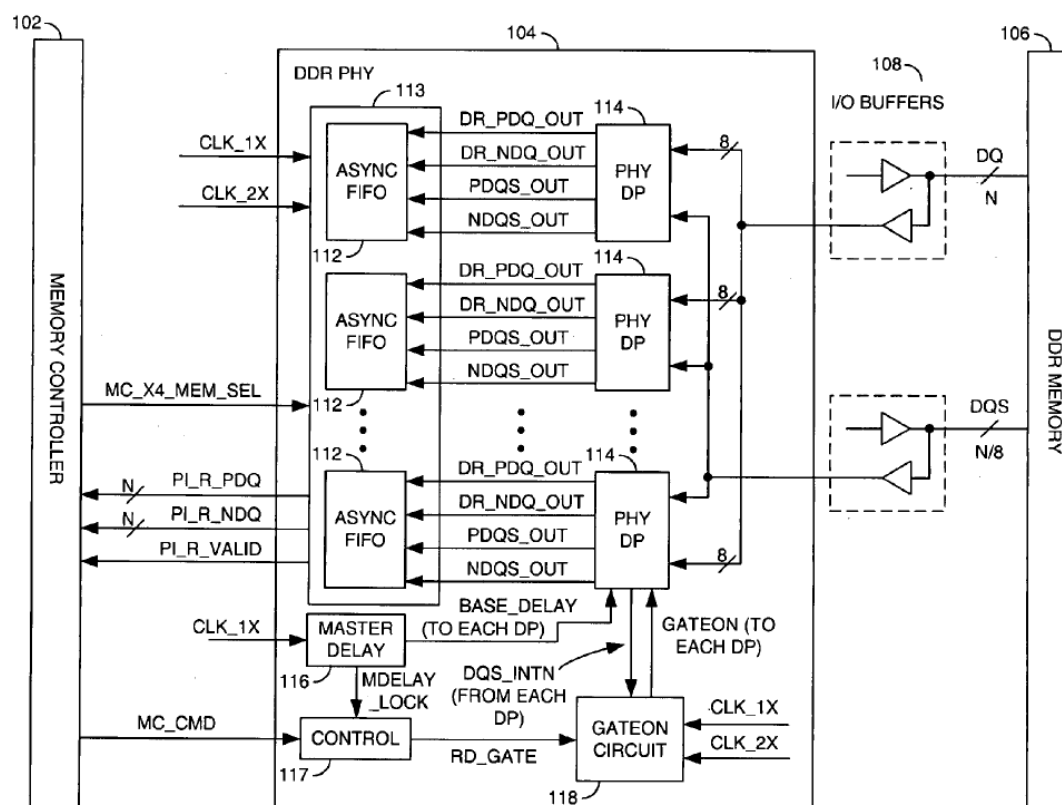 102
104
106
DDR PHY
113
108
I/O BUFFERS
114
CLK_1X
CLK_2X
ASYNC
FIFO
112
DR_PDQ_OUT
DR_NDQ_OUT
PDQS_OUT
NDQS_OUT
PHY
DP
8
DQ
N
114
ASYNC
FIFO
112
DR_PDQ_OUT
DR_NDQ_OUT
PDQS_OUT
NDQS_OUT
PHY
DP
8
MEMORY CONTROLLER
DDR MEMORY
MC_X4_MEM_SEL
DQS
N/8
112
114
ASYNC
FIFO
DR_PDQ_OUT
DR_NDQ_OUT
PDQS_OUT
NDQS_OUT
PHY
DP
8
N PI_R_PDQ
N PI_R_NDQ
PI_R_VALID
CLK_1X
MASTER
DELAY
116
BASE_DELAY
(TO EACH DP)
GATEON (TO
EACH DP)
MDELAY
_LOCK
DQS_INTN
(FROM EACH
DP)
MC_CMD
CONTROL
117
RD_GATE
GATEON
CIRCUIT
118
CLK_1X
CLK_2X